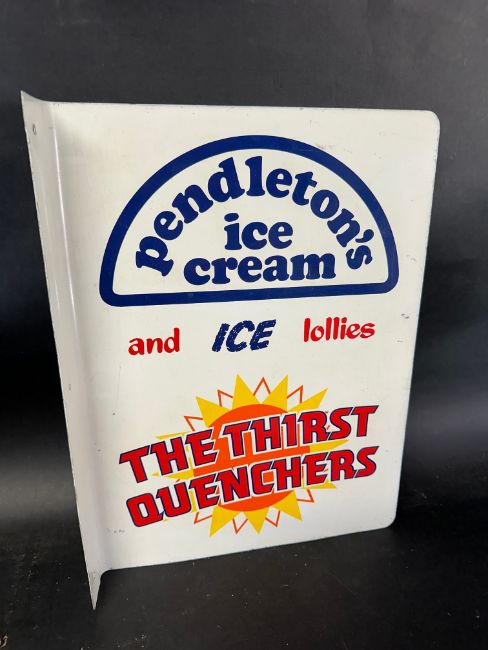 pendleton's
ice
cream
and ICE lollies
THE THIRST
QUENCHERS